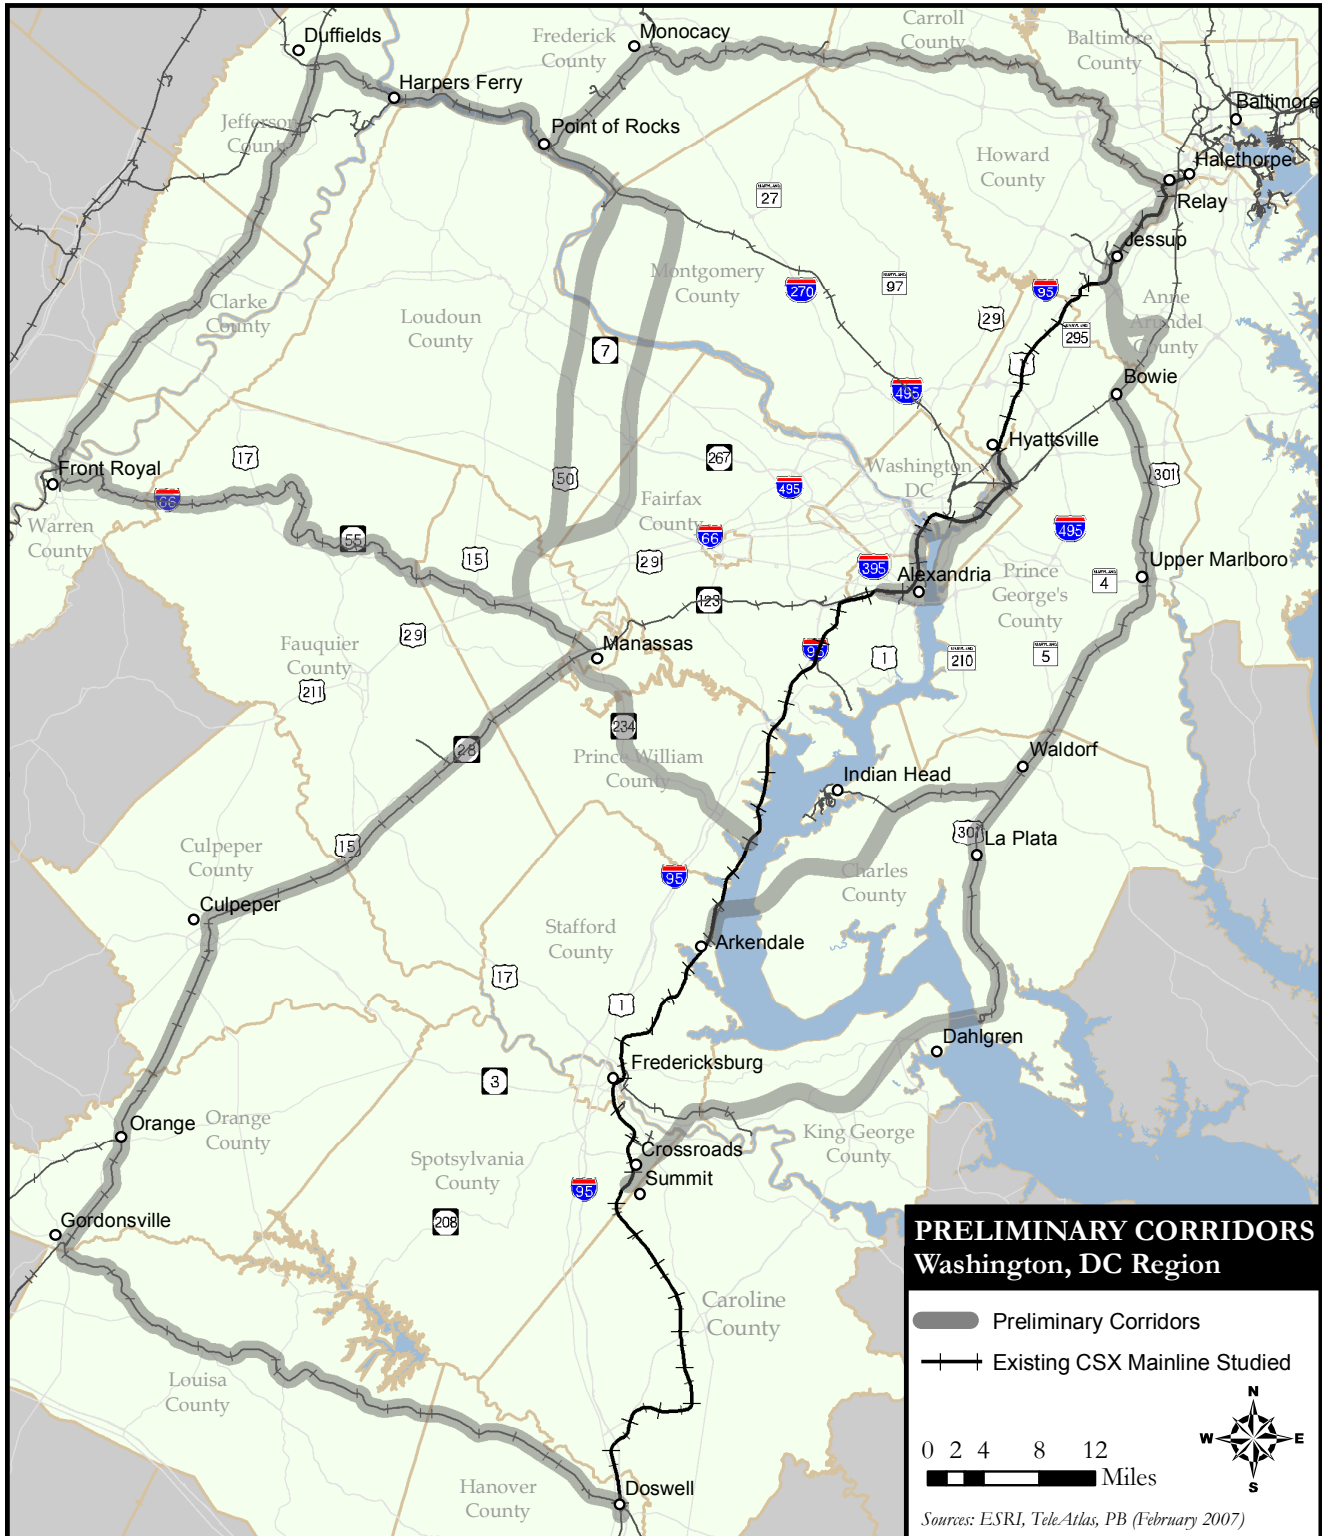 Duffields
Frederick
County
Monocacy
Carroll
County
Baltimore
County
Harpers Ferry
Baltimore
Jefferson
County
Point of Rocks
Howard
County
Halethorpe
Relay
MARYLAND
27
Jessup
Montgomery
County
270
MARYLAND
97
95
Clarke
County
Loudoun
County
29
Anne
Arundel
County
MARYLAND
295
7
1
Bowie
495
Hyattsville
17
267
Front Royal
Washington
DC
301
66
50
495
Fairfax
County
Warren
County
55
66
495
15
29
395
Alexandria
Upper Marlboro
Prince
George's
County
MARYLAND
4
123
29
Manassas
Fauquier
County
95
1
MARYLAND
210
MARYLAND
5
211
234
28
Prince William
County
Waldorf
Indian Head
15
301
La Plata
Culpeper
County
95
Charles
County
Culpeper
Stafford
County
Arkendale
17
1
Dahlgren
Fredericksburg
3
Orange
Orange
County
King George
County
Crossroads
Spotsylvania
County
Summit
95
Gordonsville
208
PRELIMINARY CORRIDORS
Washington, DC Region
Caroline
County
Preliminary Corridors
Existing CSX Mainline Studied
Louisa
County
N
W E
S
0 2 4 8 12
Miles
Hanover
County
Doswell
Sources: ESRI, TeleAtlas, PB (February 2007)